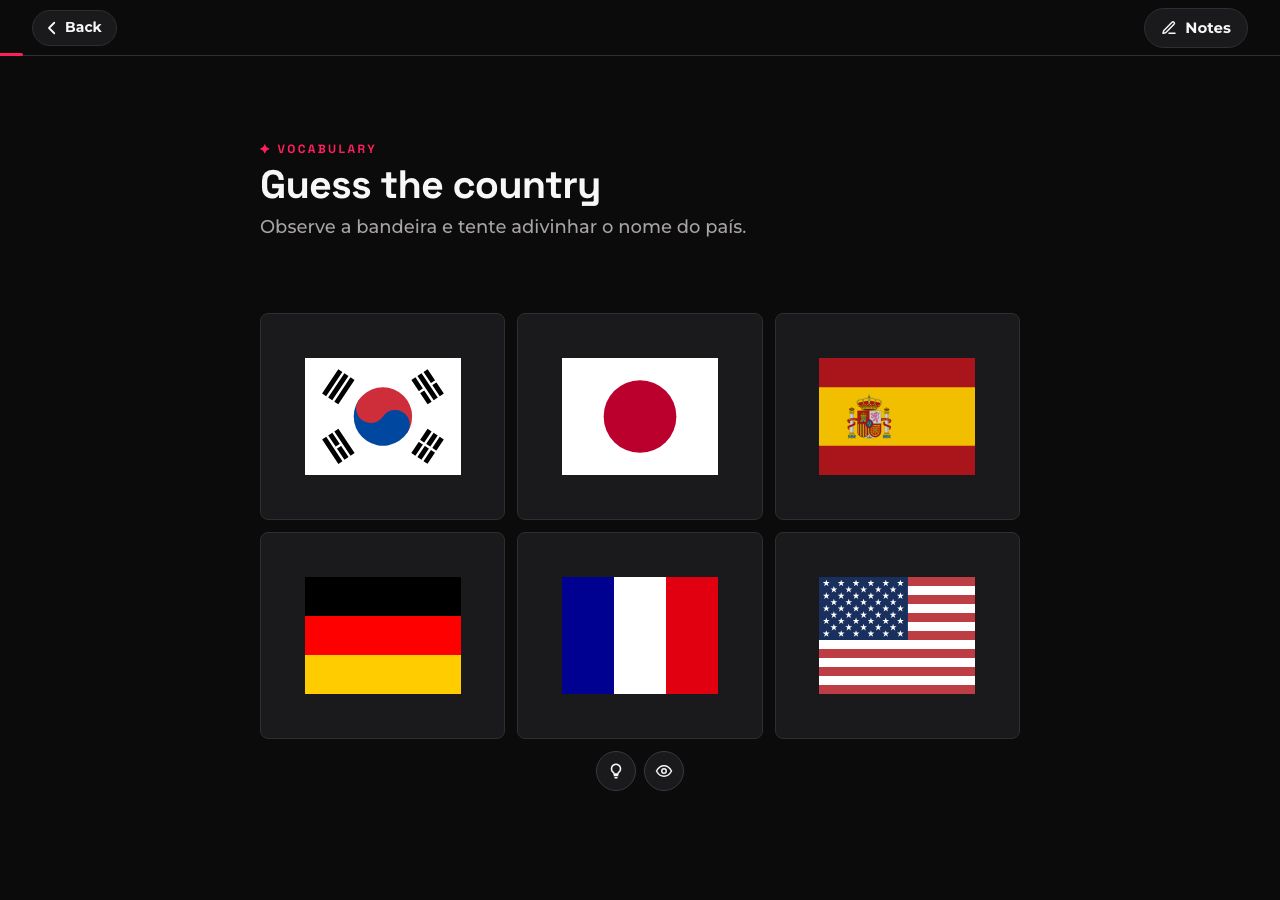 Back
Notes
VOCABULARY
Guess the country
Observe a bandeira e tente adivinhar o nome do país.